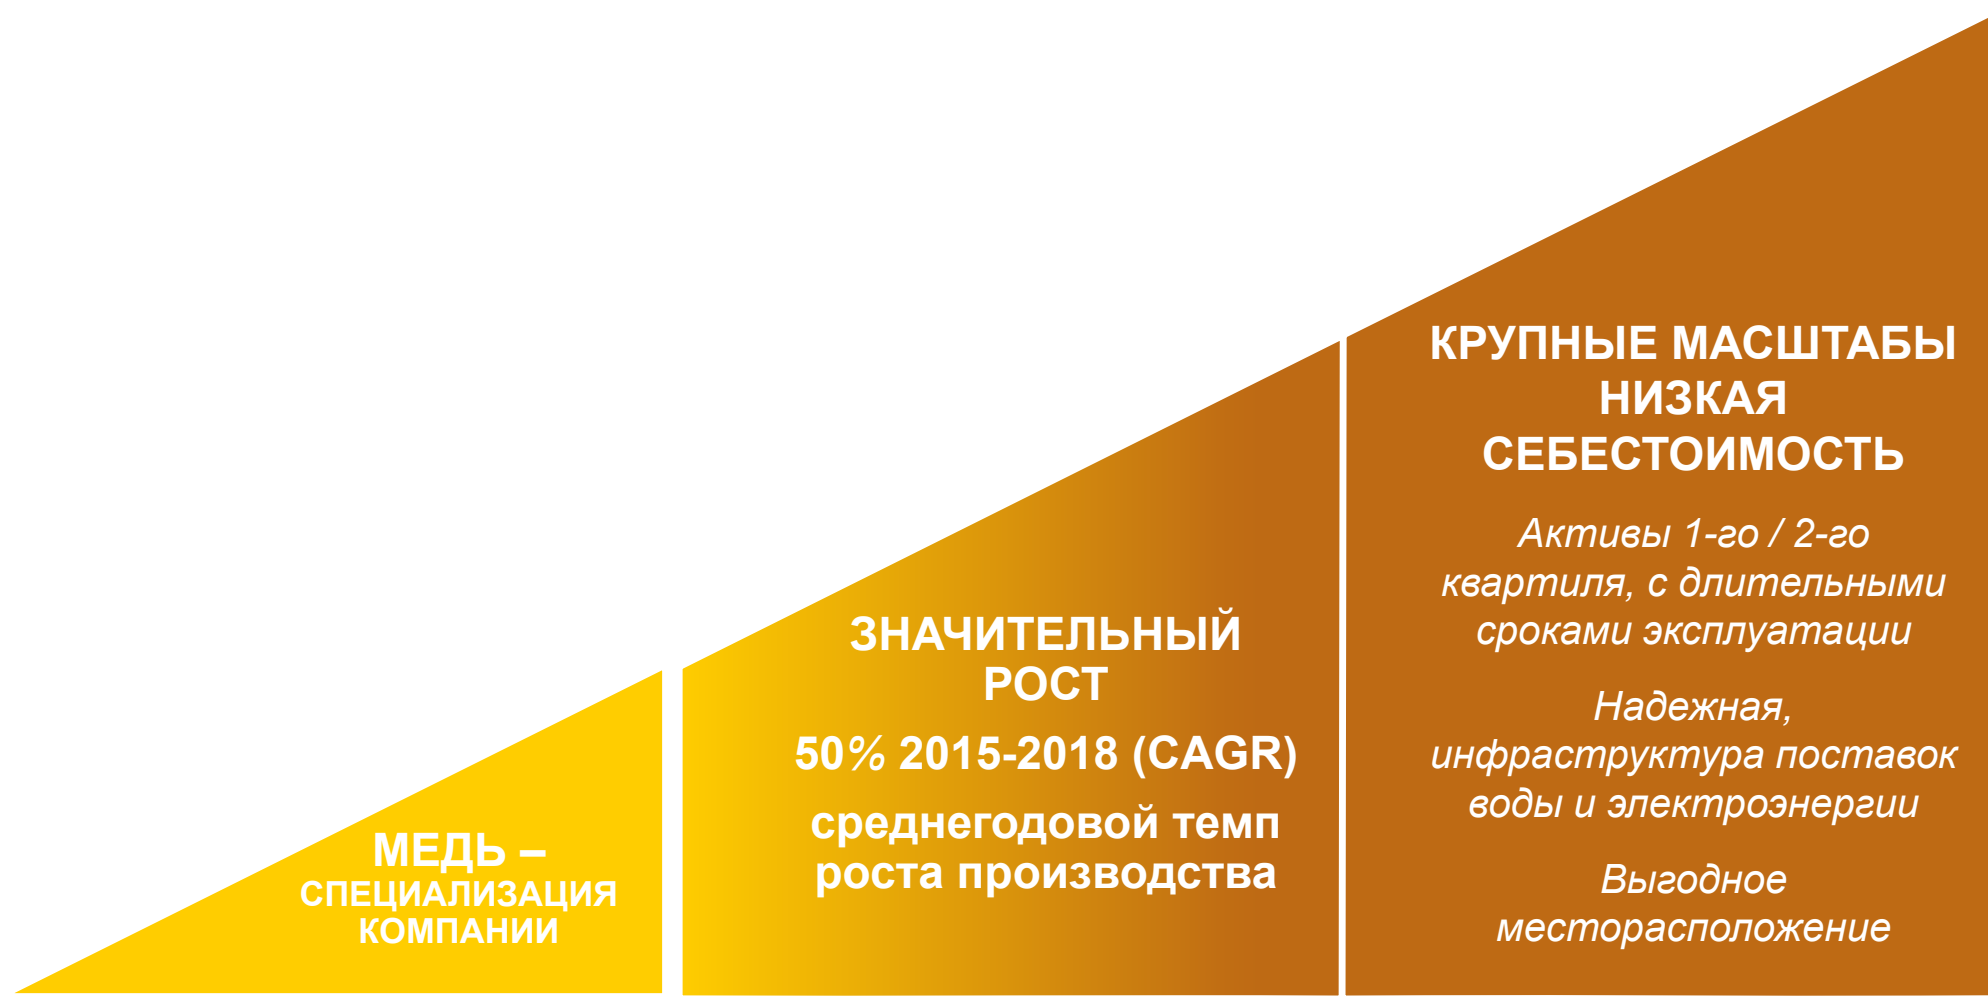 МЕДЬ –
СПЕЦИАЛИЗАЦИЯ
КОМПАНИИ
ЗНАЧИТЕЛЬНЫЙ
РОСТ
50% 2015-2018 (CAGR)
среднегодовой темп
роста производства
КРУПНЫЕ МАСШТАБЫ
НИЗКАЯ
СЕБЕСТОИМОСТЬ
Активы 1-го / 2-го
квартиля, с длительными
сроками эксплуатации
Надежная,
инфраструктура поставок
воды и электроэнергии
Выгодное
месторасположение